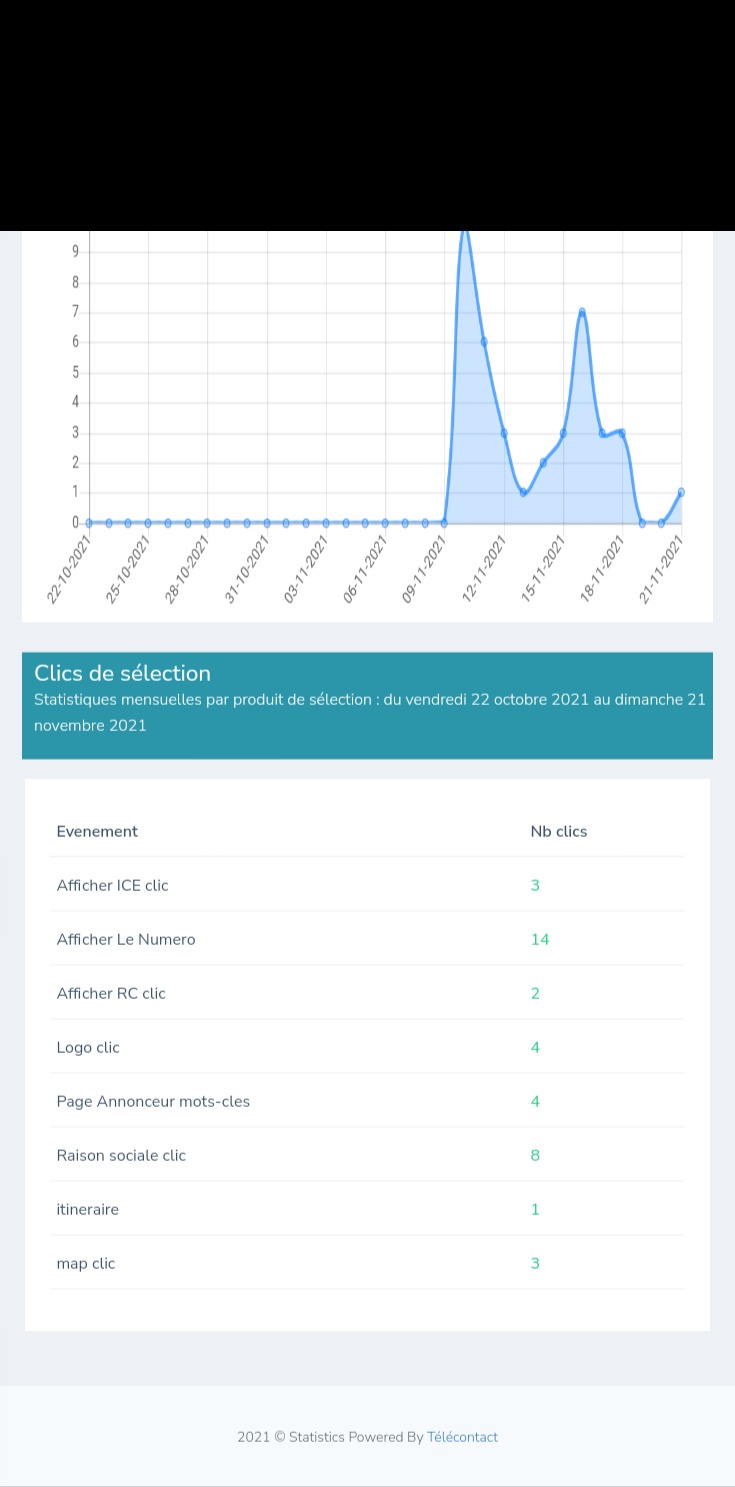 9
8
7
6
5
4
3
2
1
0
22-10-2021
25-10-2021
28-10-2021
31-10-2021
03-11-2021
06-11-2021
09-11-2021
12-11-2021
15-11-2021
18-11-2021
21-11-2021
Clics de sélection
Statistiques mensuelles par produit de sélection : du vendredi 22 octobre 2021 au dimanche 21
novembre 2021
Evenement Nb clics
Afficher ICE clic 3
Afficher Le Numero 14
Afficher RC clic 2
Logo clic 4
Page Annonceur mots-cles 4
Raison sociale clic 8
itineraire 1
map clic 3
2021 © Statistics Powered By Télécontact